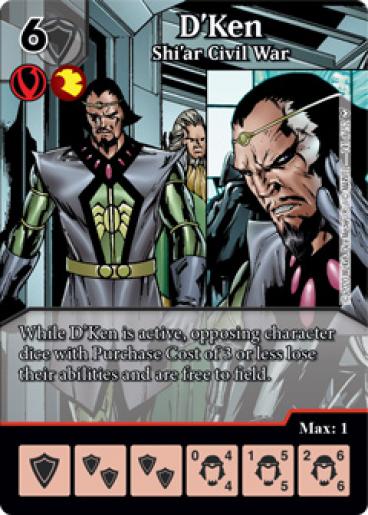 6
D'Ken
Shi'ar Civil War
While D'Ken is active, opposing character
dice with Purchase Cost of 3 or less lose
their abilities and are free to field.
Max: 1
0 4 4
1 5 5
2 6 6